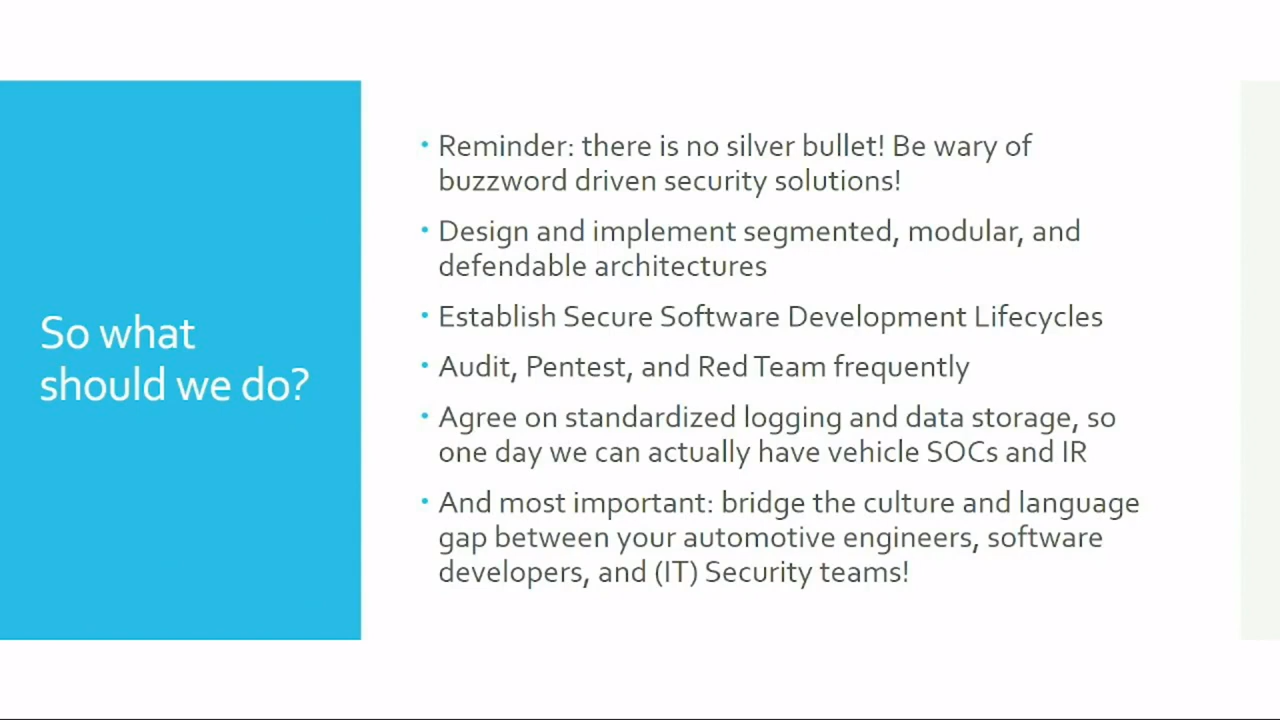 So what
should we do?
• Reminder: there is no silver bullet! Be wary of
buzzword driven security solutions!
• Design and implement segmented, modular, and
defendable architectures
• Establish Secure Software Development Lifecycles
• Audit, Pentest, and Red Team frequently
• Agree on standardized logging and data storage, so
one day we can actually have vehicle SOCs and IR
• And most important: bridge the culture and language
gap between your automotive engineers, software
developers, and (IT) Security teams!